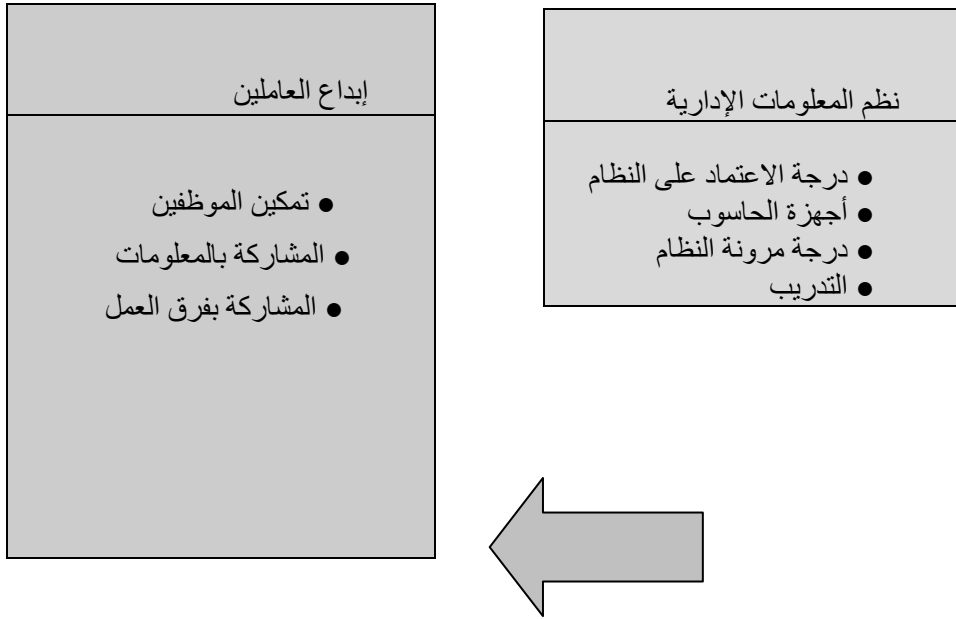 نظم المعلومات الإدارية
● درجة الاعتماد على النظام
● أجهزة الحاسوب
● درجة مرونة النظام
● التدريب
إبداع العاملين
● تمكين الموظفين
● المشاركة بالمعلومات
● المشاركة بفرق العمل